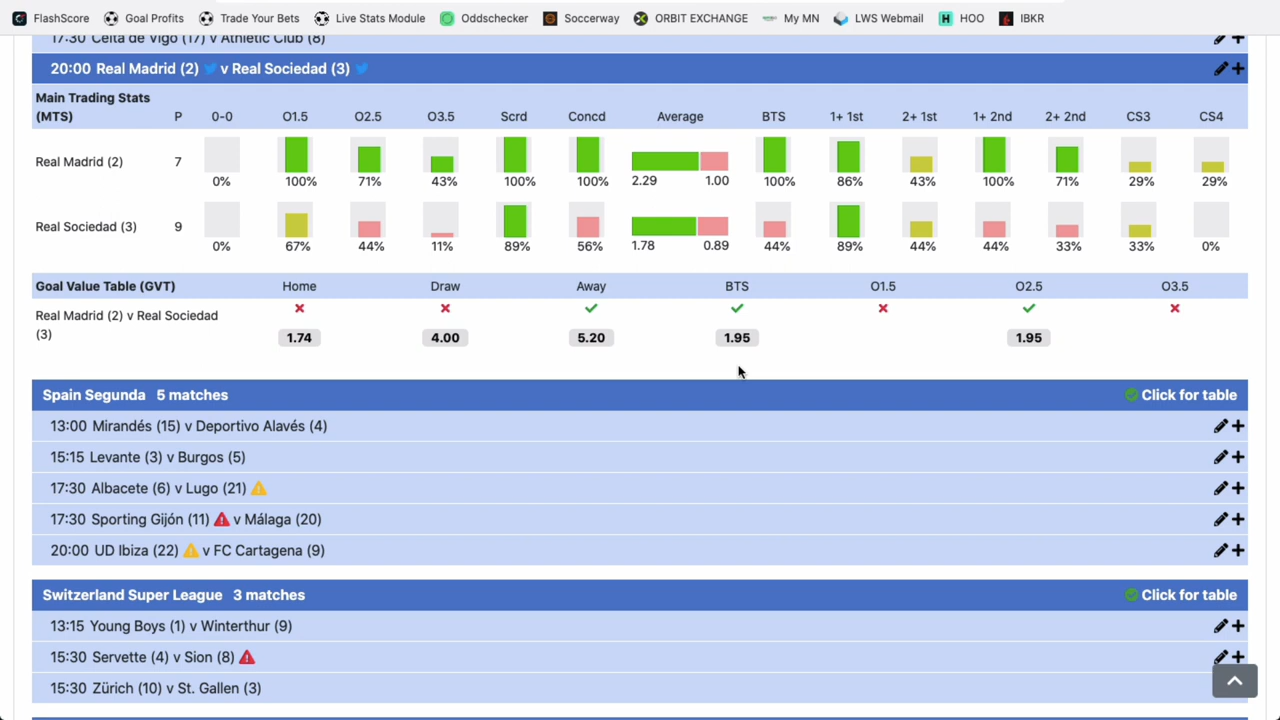 FlashScore Goal Profits Trade Your Bets Live Stats Module Oddschecker Soccerway ORBIT EXCHANGE My MN LWS Webmail HOO IBKR
17:30 Celta de Vigo (17) v Athletic Club (8)
20:00 Real Madrid (2) v Real Sociedad (3)
Main Trading Stats
(MTS) P 0-0 O1.5 O2.5 O3.5 Scrd Concd Average BTS 1+ 1st 2+ 1st 1+ 2nd 2+ 2nd CS3 CS4
Real Madrid (2) 7
0% 100% 71% 43% 100% 100% 2.29 1.00 100% 86% 43% 100% 71% 29% 29%
Real Sociedad (3) 9
0% 67% 44% 11% 89% 56% 1.78 0.89 44% 89% 44% 44% 33% 33% 0%
Goal Value Table (GVT) Home Draw Away BTS O1.5 O2.5 O3.5
Real Madrid (2) v Real Sociedad
(3)
1.74 4.00 5.20 1.95 1.95
Spain Segunda 5 matches Click for table
13:00 Mirandés (15) v Deportivo Alavés (4)
15:15 Levante (3) v Burgos (5)
17:30 Albacete (6) v Lugo (21)
17:30 Sporting Gijón (11) v Málaga (20)
20:00 UD Ibiza (22) v FC Cartagena (9)
Switzerland Super League 3 matches Click for table
13:15 Young Boys (1) v Winterthur (9)
15:30 Servette (4) v Sion (8)
15:30 Zürich (10) v St. Gallen (3)